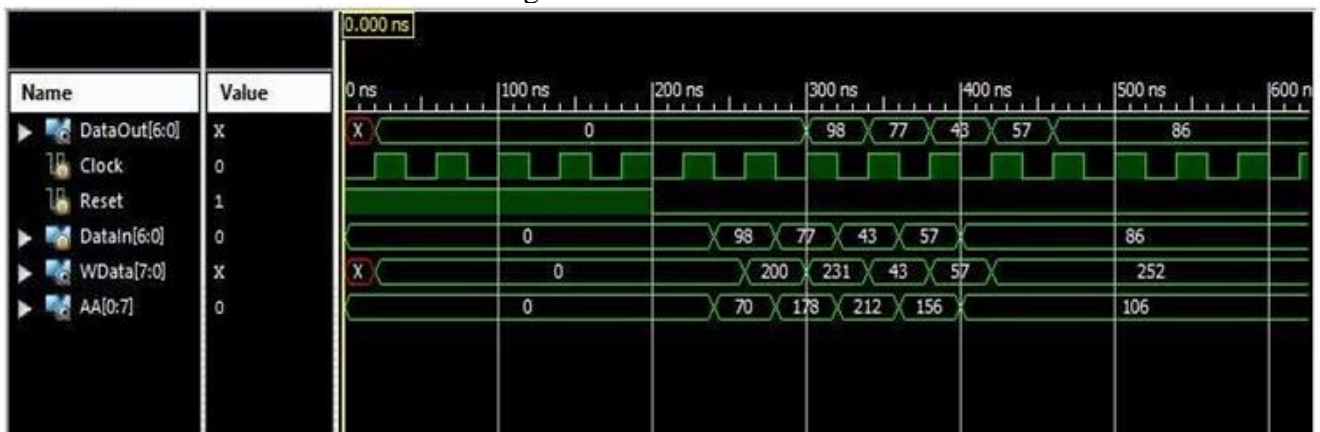 0.000 ns
Name Value 0 ns 100 ns 200 ns 300 ns 400 ns 500 ns 600 n
DataOut[6:0] X X 0 98 77 43 57 86
Clock 0
Reset 1
DataIn[6:0] 0 0 98 77 43 57 86
WData[7:0] X X 0 200 231 43 57 252
AA[0:7] 0 0 70 178 212 156 106